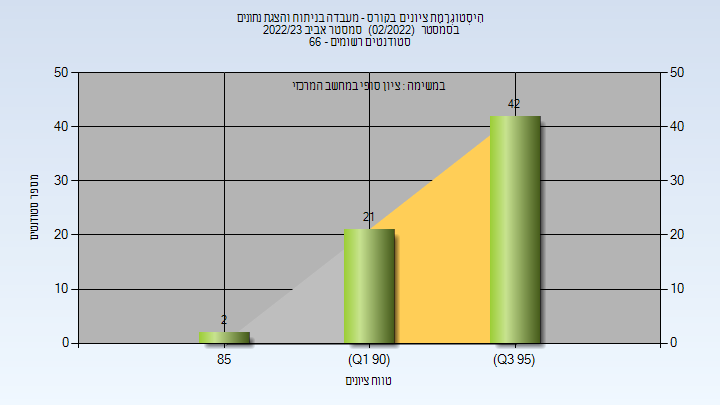 היסטוגרמת ציונים בקורס - מעבדה בניתוח והצגת נתונים
בסמסטר (02/2022) סמסטר אביב 2022/23
סטודנטים רשומים - 66
במשימה : ציון סופי במחשב המרכזי
50 50
42
40 40
30 30
21
20 20
10 10
2
0 0
85 (Q1 90) (Q3 95)
מספר סטודנטים
טווח ציונים